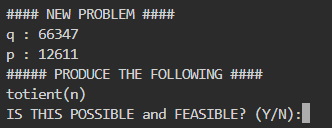 #### NEW PROBLEM ####
q : 66347
p : 12611
##### PRODUCE THE FOLLOWING ####
totient(n)
IS THIS POSSIBLE and FEASIBLE? (Y/N):